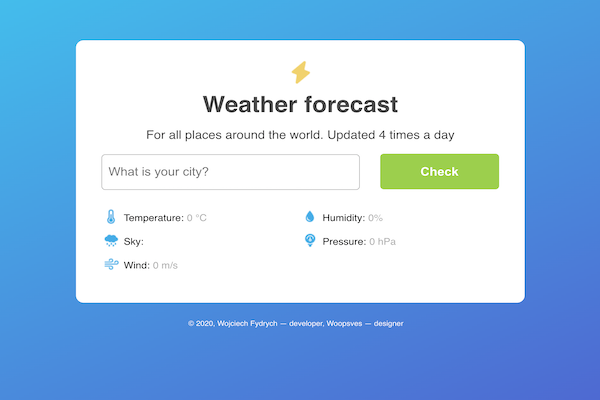 Weather forecast
For all places around the world. Updated 4 times a day
What is your city?
Check
Temperature: 0 °C
Humidity: 0%
Sky:
Pressure: 0 hPa
Wind: 0 m/s
© 2020, Wojciech Fydrych — developer, Woopsves — designer